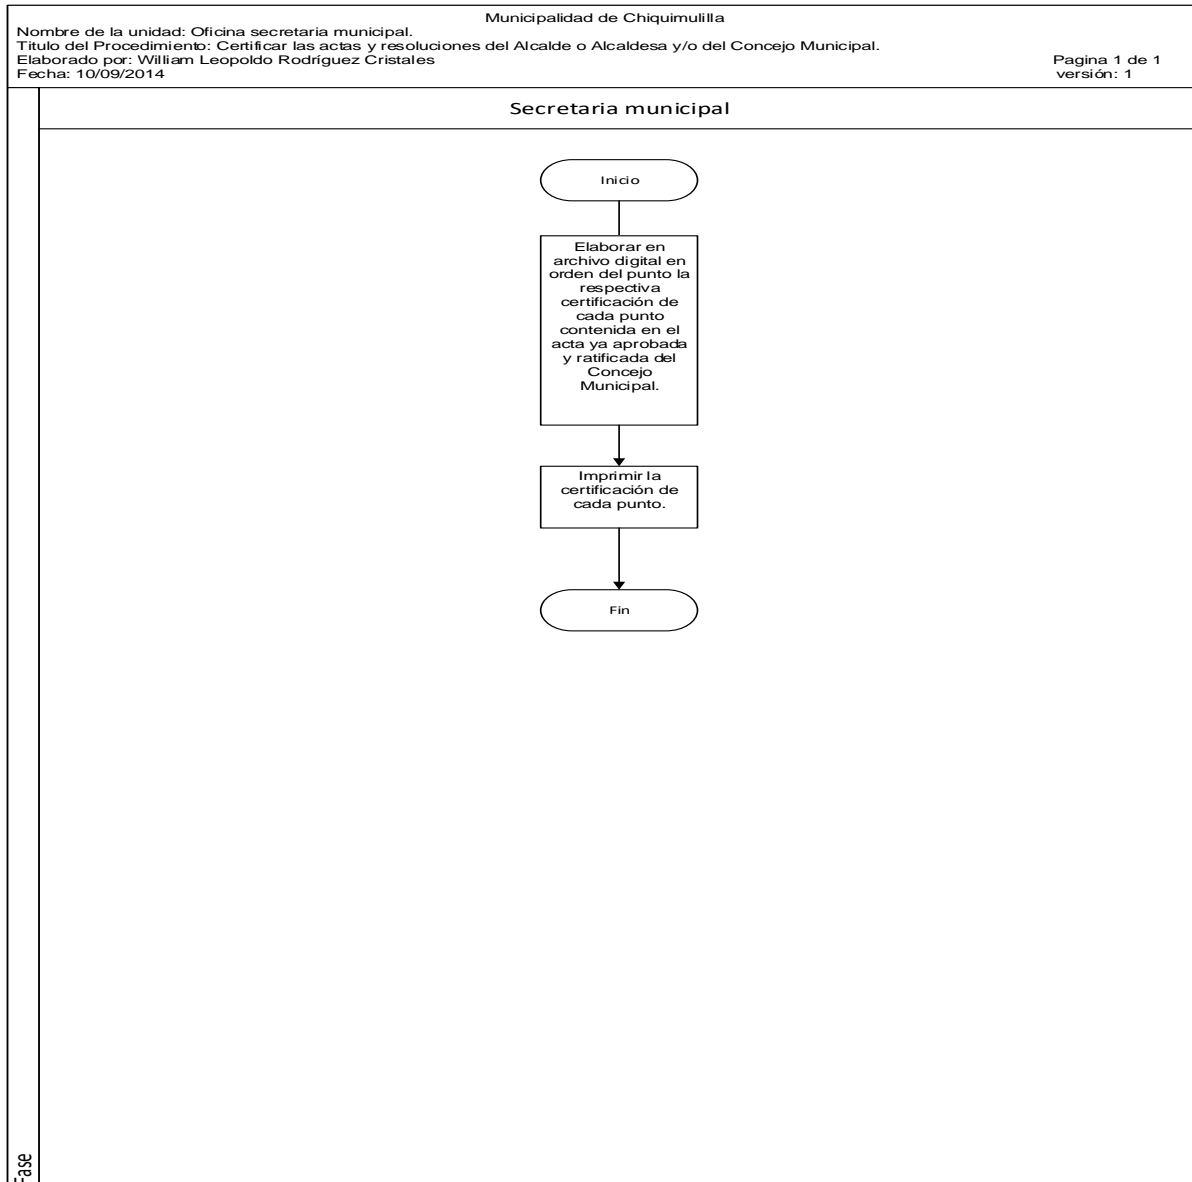 Municipalidad de Chiquimulilla
Nombre de la unidad: Oficina secretaria municipal.
Titulo del Procedimiento: Certificar las actas y resoluciones del Alcalde o Alcaldesa y/o del Concejo Municipal.
Elaborado por: William Leopoldo Rodríguez Cristales
Pagina 1 de 1
Fecha: 10/09/2014
versión: 1
Secretaria municipal
Inicio
Elaborar en
archivo digital en
orden del punto la
respectiva
certificación de
cada punto
contenida en el
acta ya aprobada
y ratificada del
Concejo
Municipal.
Imprimir la
certificación de
cada punto.
Fin
Fase